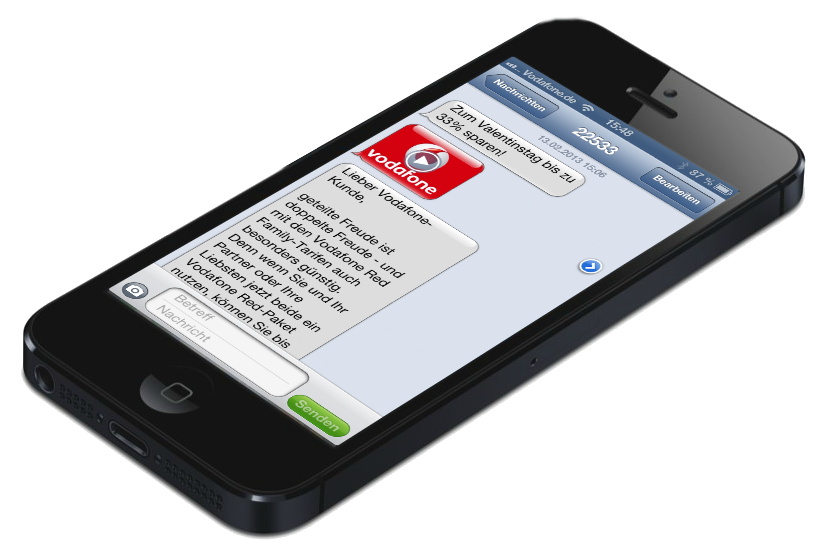 Vodafone.de
15:48
87 %
Nachrichten
22533
Bearbeiten
13.02.2013 15:06
Zum Valentinstag bis zu
33% sparen!
vodafone
Lieber Vodafone-
Kunde,
geteilte Freude ist
doppelte Freude - und
mit den Vodafone Red
Family-Tarifen auch
besonders günstig.
Denn wenn Sie und Ihr
Partner oder Ihre
Liebsten jetzt beide ein
Vodafone Red-Paket
nutzen, können Sie bis
Betreff
Nachricht
Senden